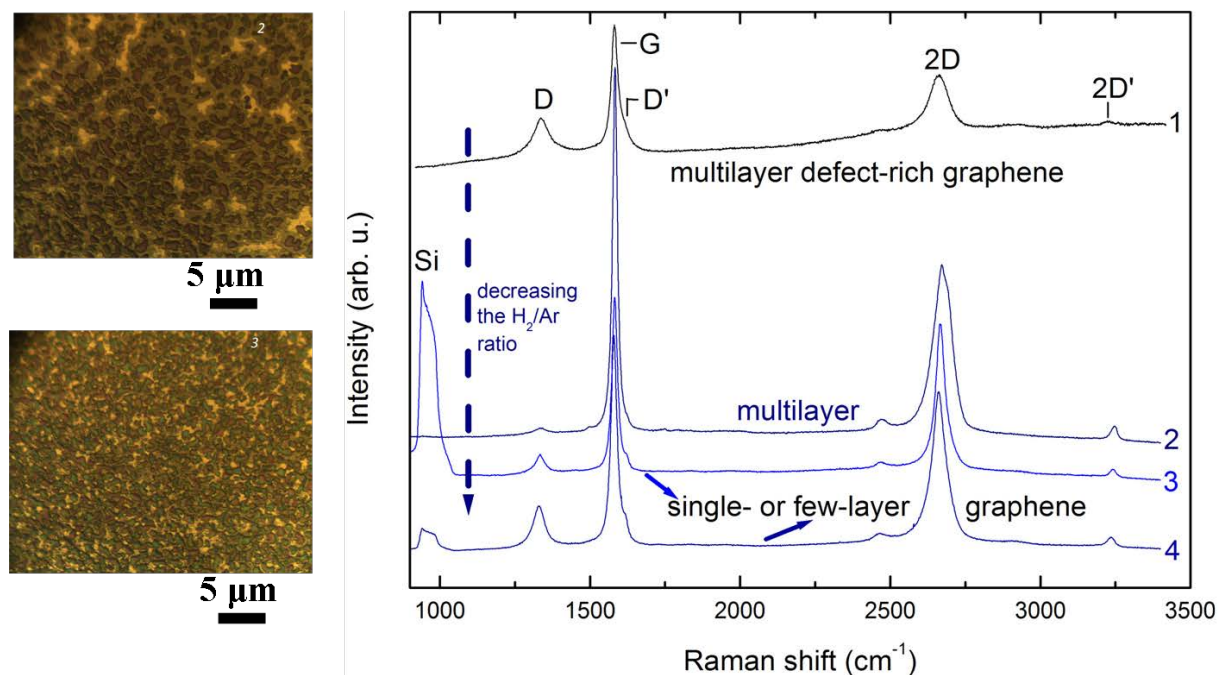 2
5 μm
3
5 μm
Intensity (arb. u.)
G
D
D'
2D
2D'
1
multilayer defect-rich graphene
Si
decreasing
the H₂/Ar
ratio
multilayer
2
3
single- or few-layer graphene
4
1000 1500 2000 2500 3000 3500
Raman shift (cm⁻¹)